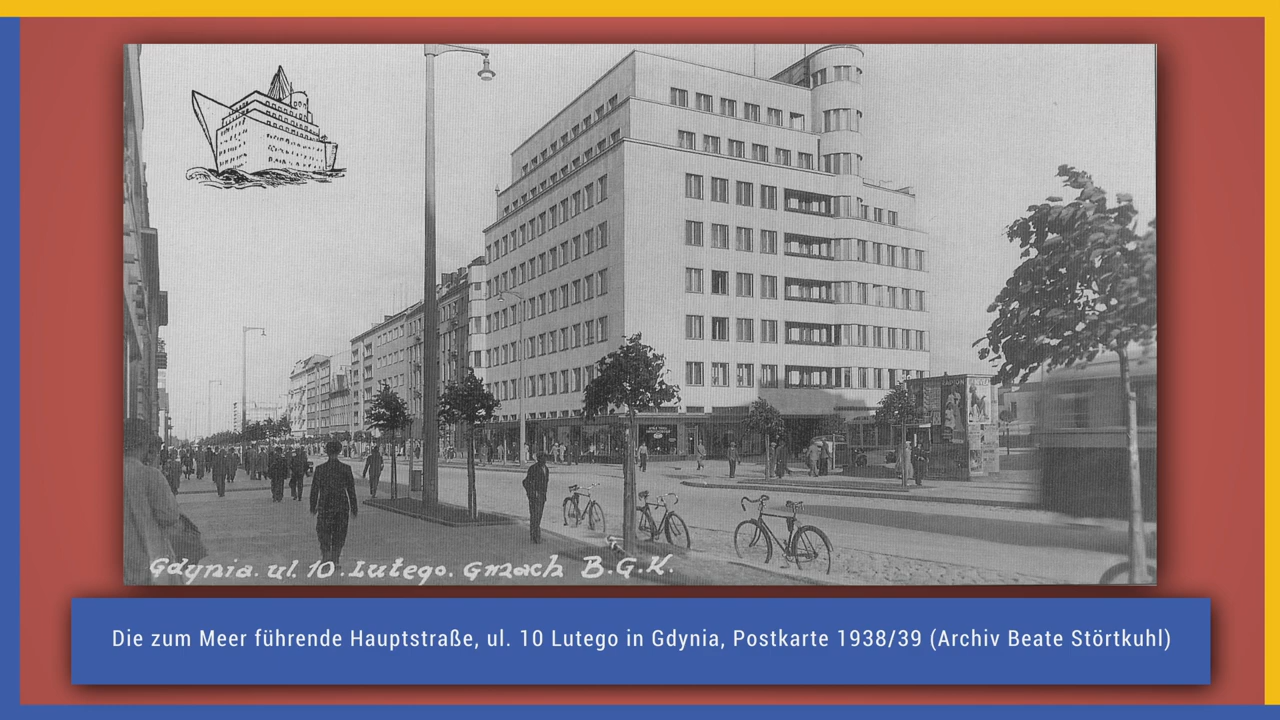 Gdynia. ul. 10. Lutego. Gmach B.G.K.
Die zum Meer führende Hauptstraße, ul. 10 Lutego in Gdynia, Postkarte 1938/39 (Archiv Beate Störtkuhl)